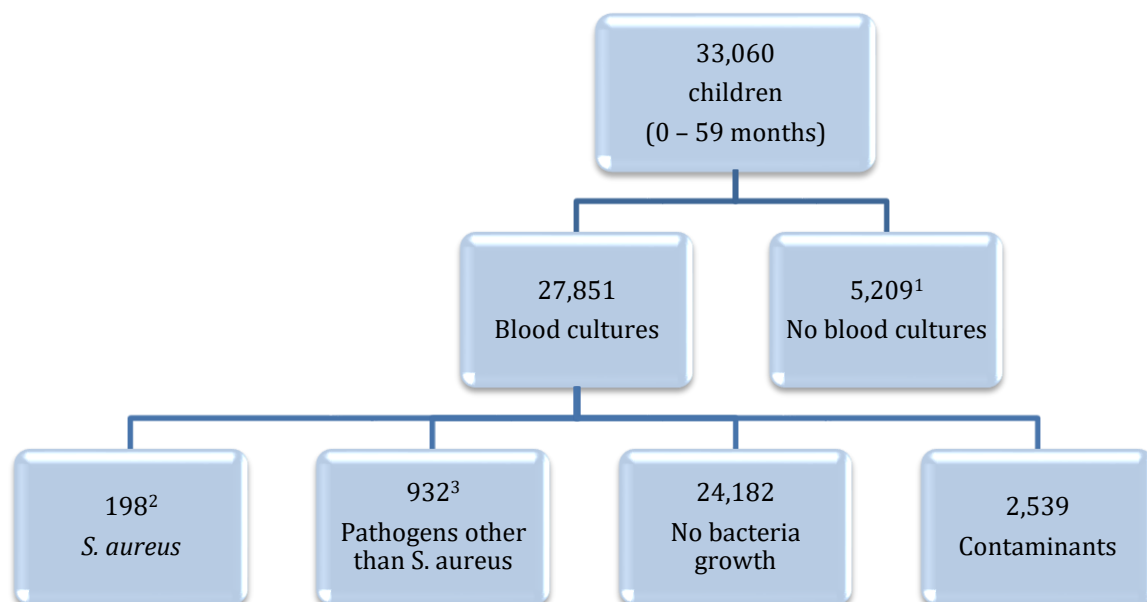 33,060
children
(0 – 59 months)
27,851
Blood cultures
5,209¹
No blood cultures
198²
S. aureus
932³
Pathogens other
than S. aureus
24,182
No bacteria
growth
2,539
Contaminants